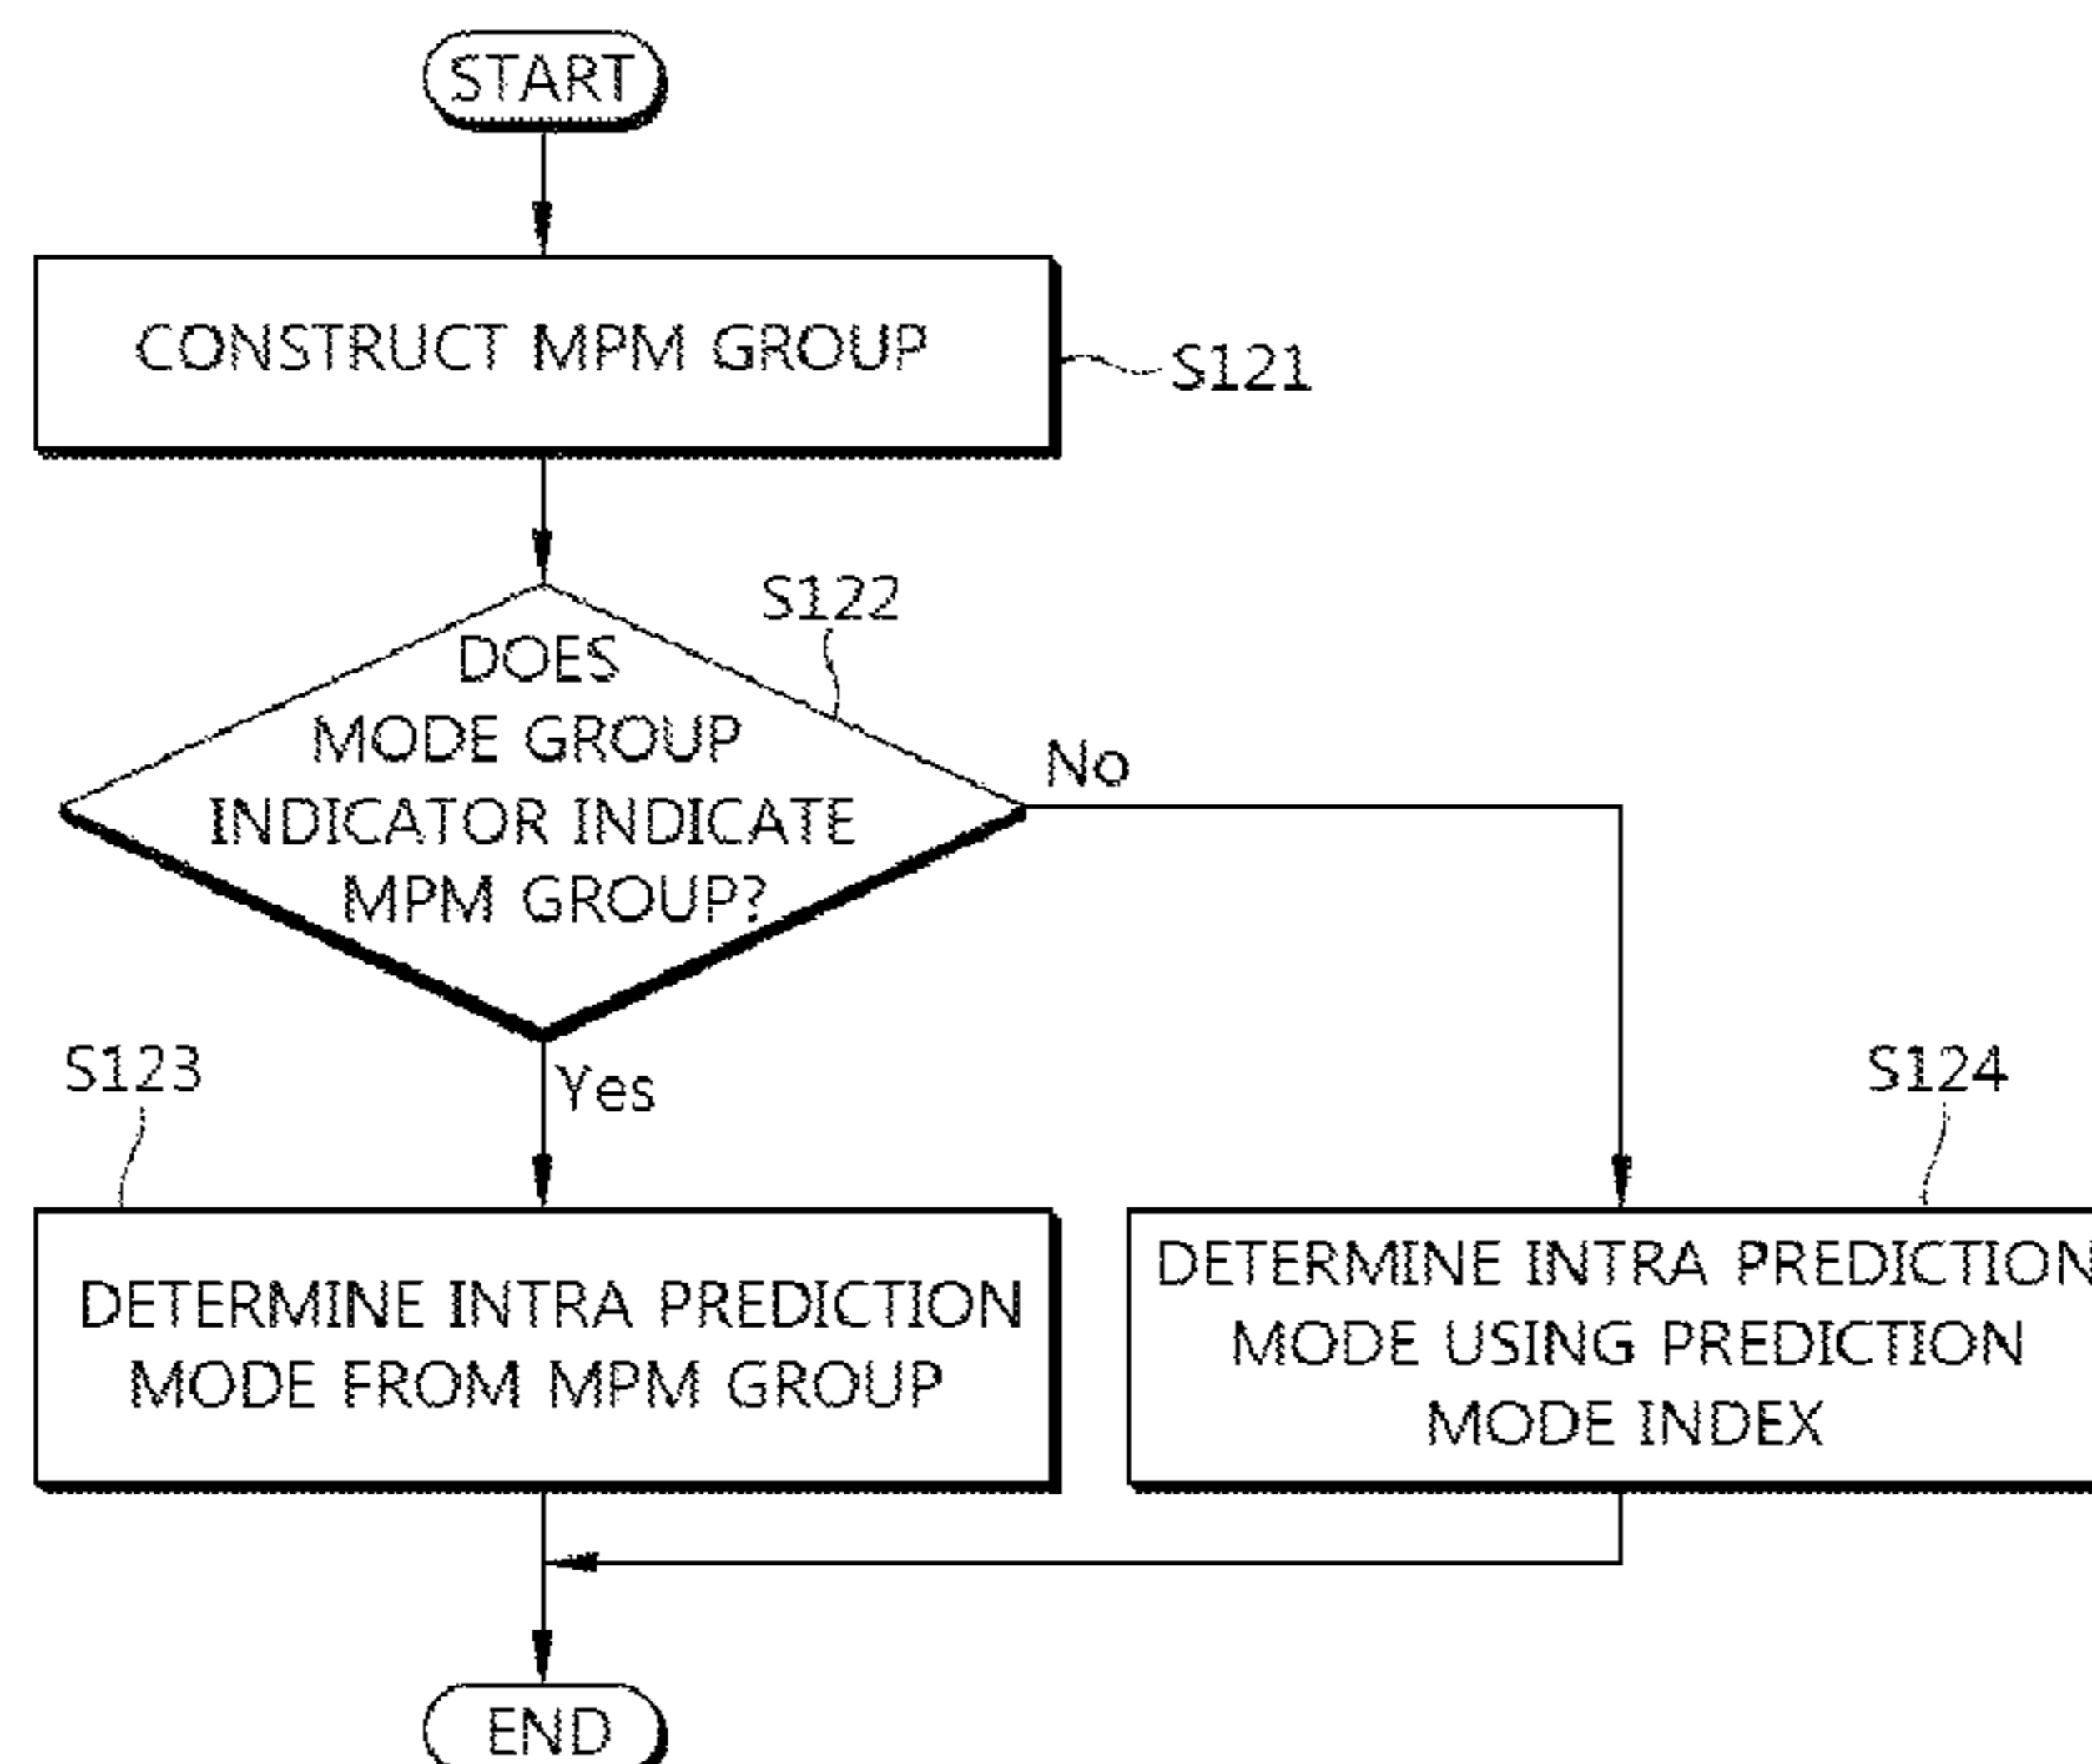 START
CONSTRUCT MPM GROUP
S121
S122
DOES
MODE GROUP
INDICATOR INDICATE
MPM GROUP?
No
Yes
S123
DETERMINE INTRA PREDICTION
MODE FROM MPM GROUP
S124
DETERMINE INTRA PREDICTION
MODE USING PREDICTION
MODE INDEX
END